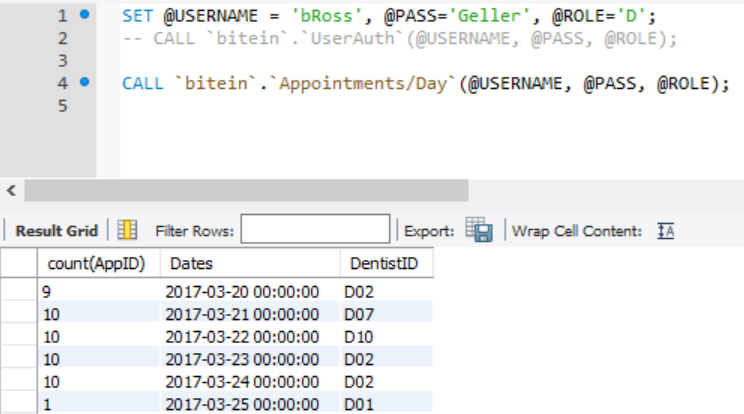 1 SET @USERNAME = 'bRoss', @PASS='Geller', @ROLE='D';
2 -- CALL `bitein`.`UserAuth`(@USERNAME, @PASS, @ROLE);
3
4 CALL `bitein`.`Appointments/Day`(@USERNAME, @PASS, @ROLE);
5
Result Grid Filter Rows: Export: Wrap Cell Content: IA
count(AppID) Dates DentistID
9 2017-03-20 00:00:00 D02
10 2017-03-21 00:00:00 D07
10 2017-03-22 00:00:00 D10
10 2017-03-23 00:00:00 D02
10 2017-03-24 00:00:00 D02
1 2017-03-25 00:00:00 D01